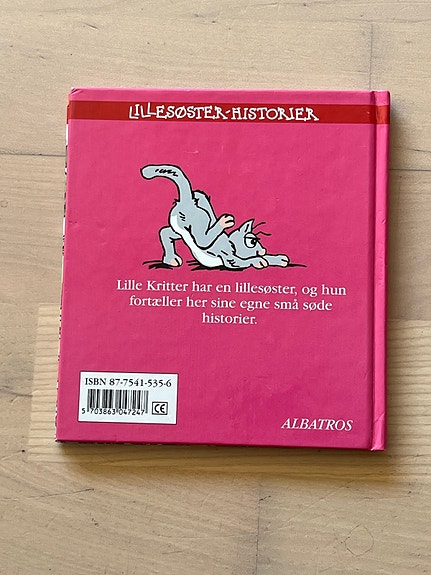 LILLESØSTER-HISTORIER
Lille Kritter har en lillesøster, og hun
fortæller her sine egne små søde
historier.
ISBN 87-7541-535-6
5 703863 047247
CE
ALBATROS